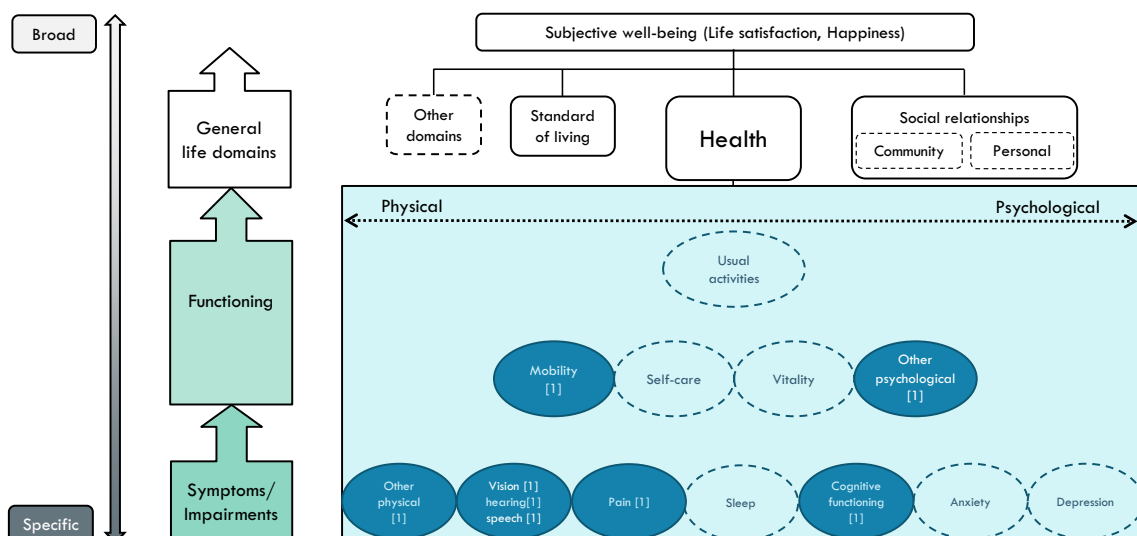 Broad
Subjective well-being (Life satisfaction, Happiness)
General
life domains
Other
domains
Standard
of living
Health
Social relationships
Community
Personal
Physical
Psychological
Usual
activities
Functioning
Mobility
[1]
Self-care
Vitality
Other
psychological
[1]
Symptoms/
Impairments
Other
physical
[1]
Vision [1]
hearing[1]
speech [1]
Pain [1]
Sleep
Cognitive
functioning
[1]
Anxiety
Depression
Specific